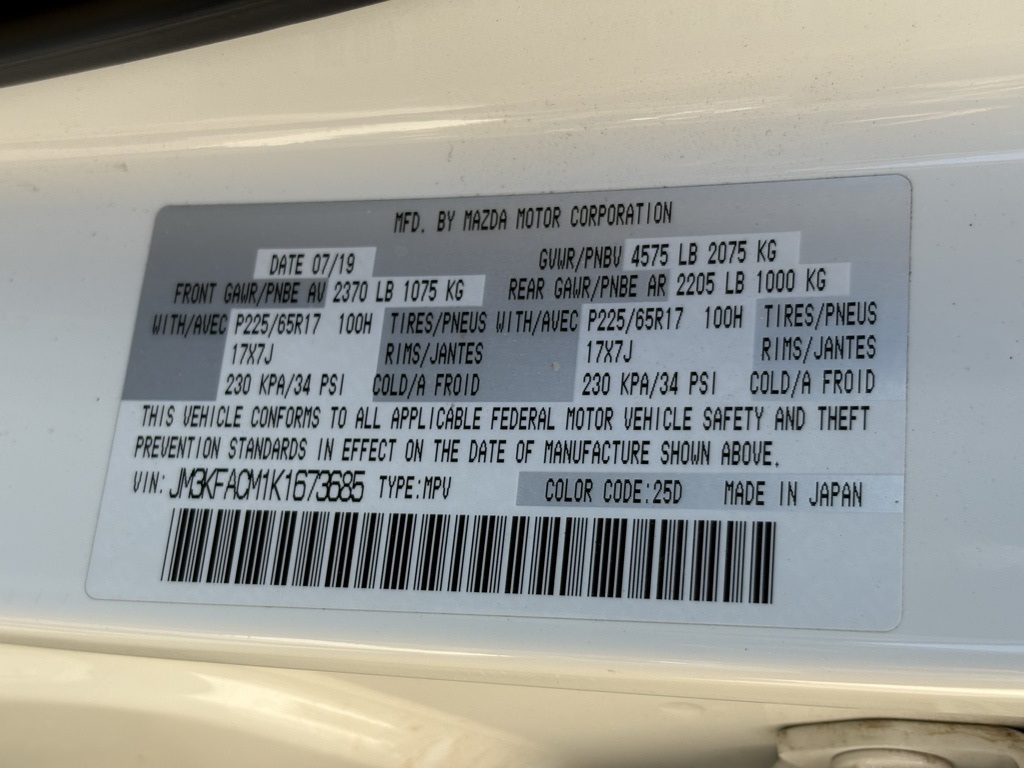 MFD. BY MAZDA MOTOR CORPORATION
DATE 07/19 GVWR/PNBV 4575 LB 2075 KG
FRONT GAWR/PNBE AV 2370 LB 1075 KG REAR GAWR/PNBE AR 2205 LB 1000 KG
WITH/AVEC P225/65R17 100H TIRES/PNEUS WITH/AVEC P225/65R17 100H TIRES/PNEUS
17X7J RIMS/JANTES 17X7J RIMS/JANTES
230 KPA/34 PSI COLD/A FROID 230 KPA/34 PSI COLD/A FROID
THIS VEHICLE CONFORMS TO ALL APPLICABLE FEDERAL MOTOR VEHICLE SAFETY AND THEFT
PREVENTION STANDARDS IN EFFECT ON THE DATE OF MANUFACTURE SHOWN ABOVE.
VIN: JM3KFACM1K1673685 TYPE:MPV COLOR CODE:25D MADE IN JAPAN